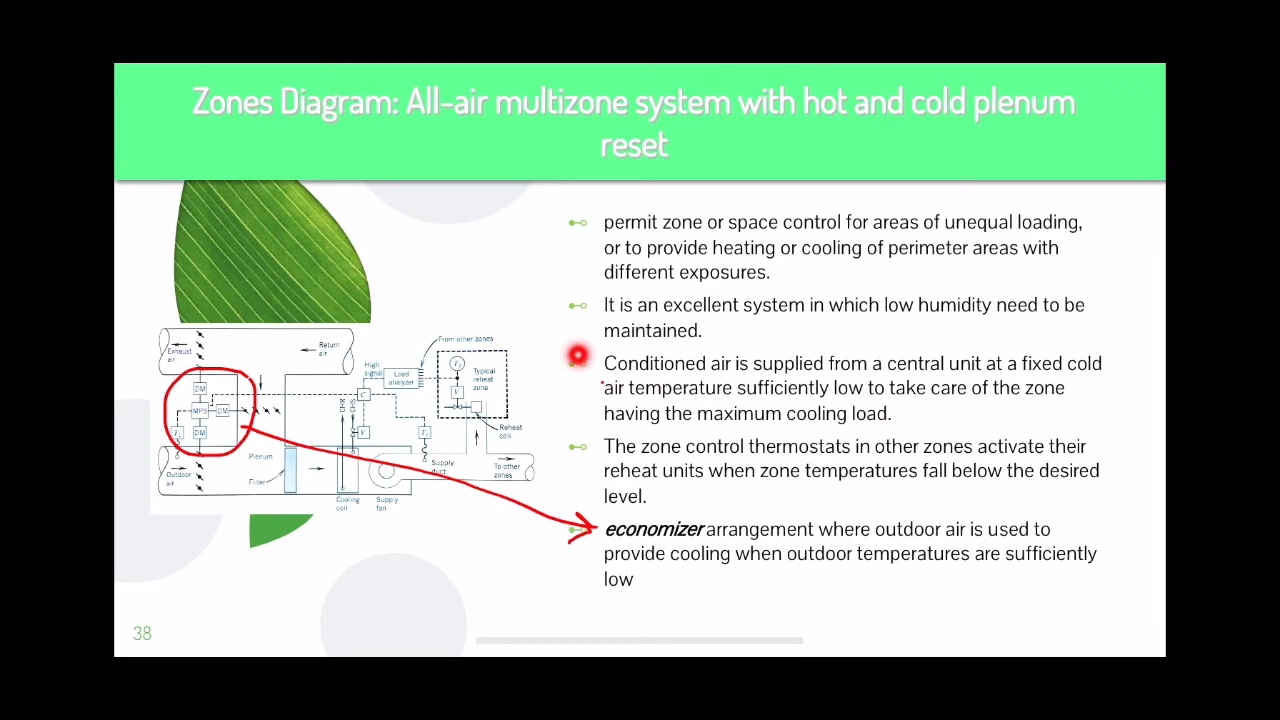 Zones Diagram: All-air multizone system with hot and cold plenum
reset
permit zone or space control for areas of unequal loading,
or to provide heating or cooling of perimeter areas with
different exposures.
It is an excellent system in which low humidity need to be
maintained.
Conditioned air is supplied from a central unit at a fixed cold
air temperature sufficiently low to take care of the zone
having the maximum cooling load.
The zone control thermostats in other zones activate their
reheat units when zone temperatures fall below the desired
level.
economizer arrangement where outdoor air is used to
provide cooling when outdoor temperatures are sufficiently
low
Exhaust
air
Return
air
High
signal
Load
analyzer
From other zones
Typical
reheat
zone
V
C
CHR
CHS
DM
MPS
DM
DM
V
Reheat
coil
Outdoor
air
Plenum
Filter
Cooling
coil
Supply
fan
Supply
duct
To other
zones
38